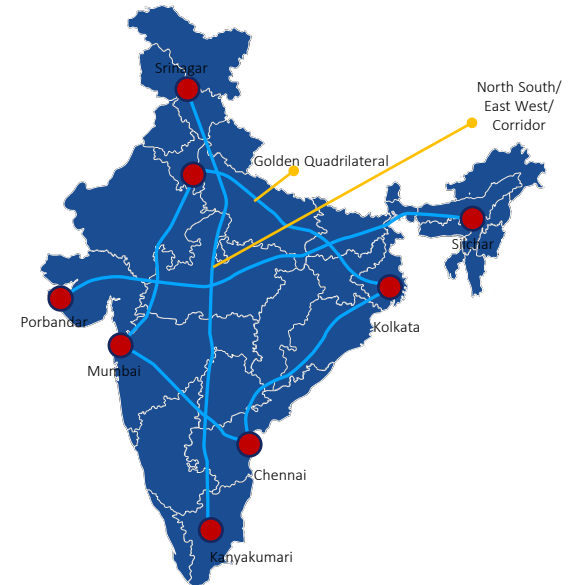 Srinagar
North South/
East West/
Corridor
Golden Quadrilateral
Silchar
Porbandar
Kolkata
Mumbai
Chennai
Kanyakumari